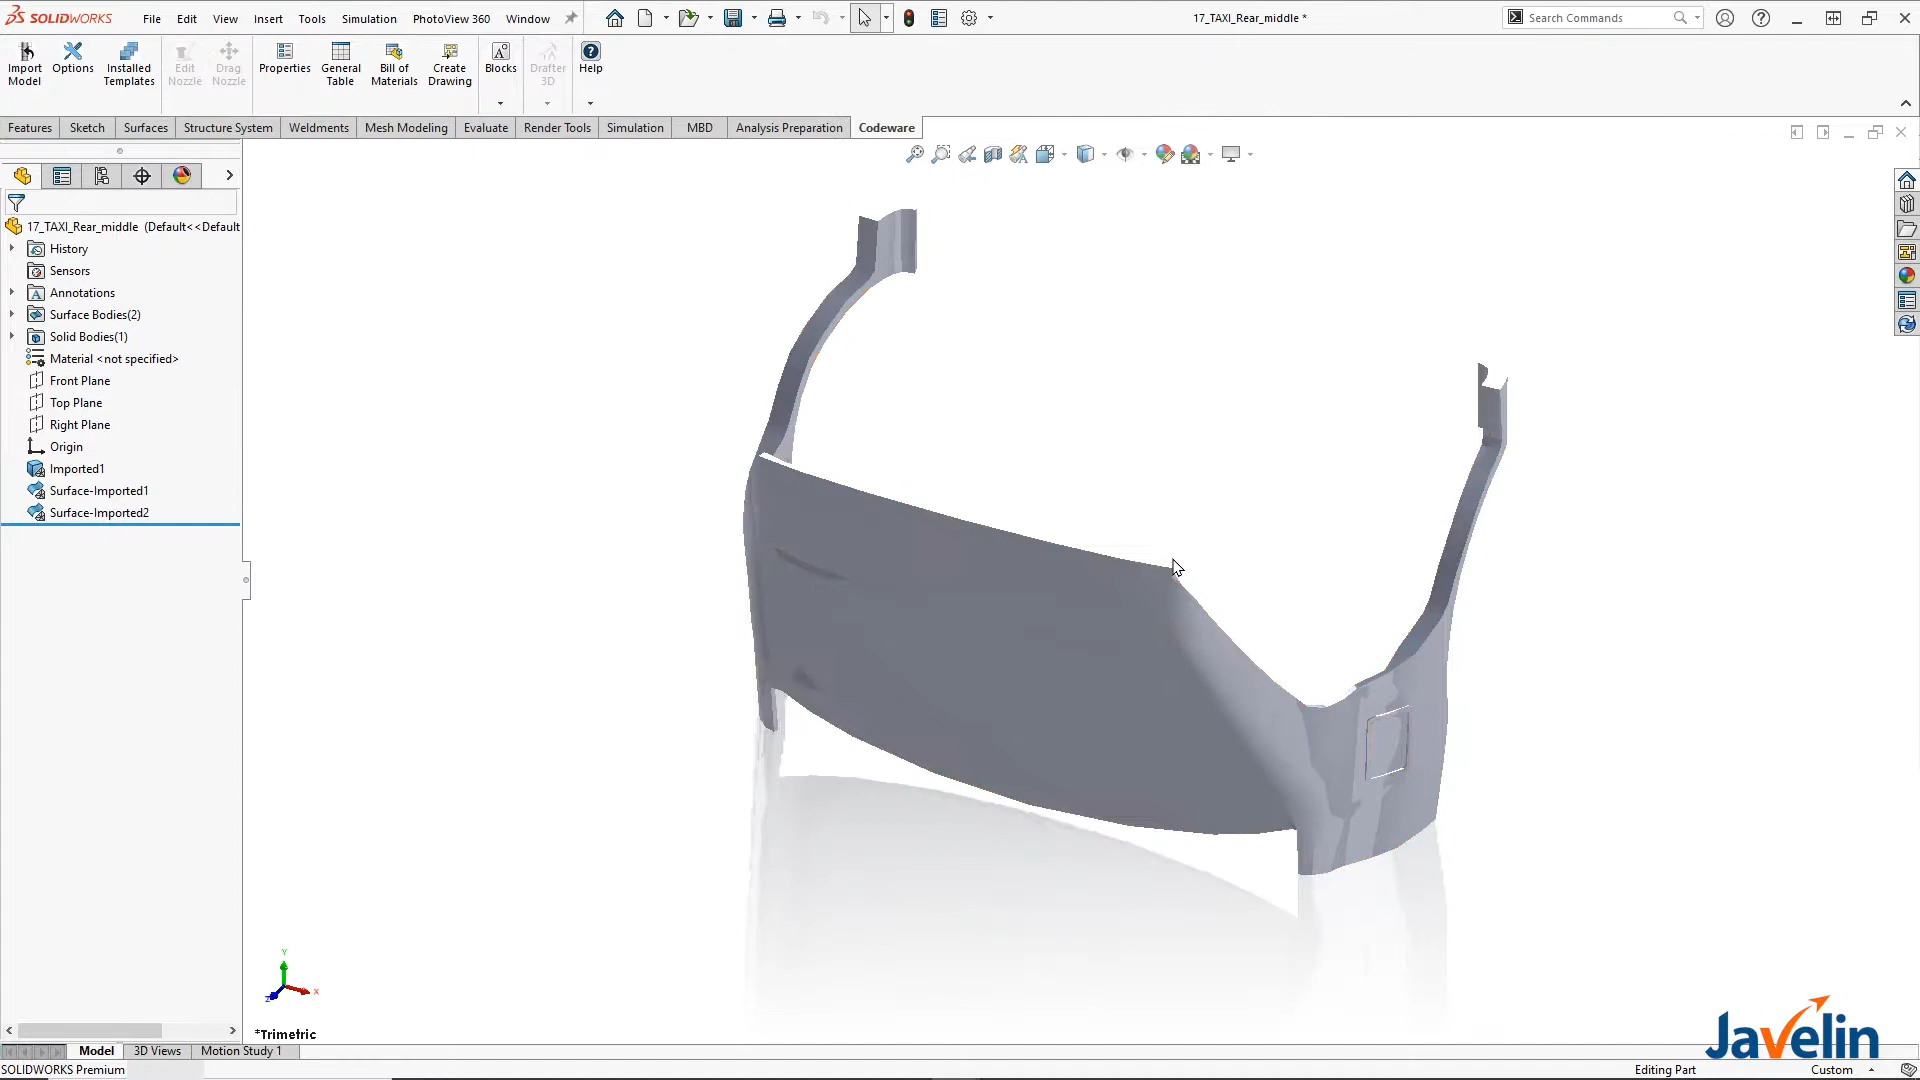 SOLIDWORKS File Edit View Insert Tools Simulation PhotoView 360 Window 17_TAXI_Rear_middle * Search Commands
Import Model
Options
Installed Templates
Edit Nozzle
Drag Nozzle
Properties
General Table
Bill of Materials
Create Drawing
Blocks
Drafter 3D
Help
Features Sketch Surfaces Structure System Weldments Mesh Modeling Evaluate Render Tools Simulation MBD Analysis Preparation Codeware
17_TAXI_Rear_middle (Default<<Default
History
Sensors
Annotations
Surface Bodies(2)
Solid Bodies(1)
Material <not specified>
Front Plane
Top Plane
Right Plane
Origin
Imported1
Surface-Imported1
Surface-Imported2
Y
X
Z
*Trimetric
Javelin
Model 3D Views Motion Study 1
SOLIDWORKS Premium Editing Part Custom